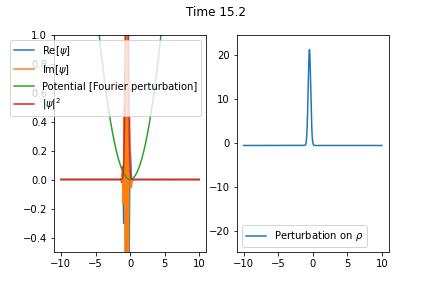 Time 15.2
1.0
0.8
0.6
0.4
0.2
0.0
−0.2
−0.4
Re[ψ]
Im[ψ]
Potential [Fourier perturbation]
|ψ|²
−10 −5 0 5 10
20
10
0
−10
−20
Perturbation on ρ
−10 −5 0 5 10